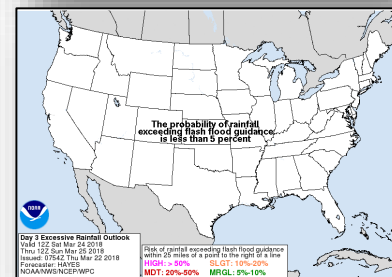 The probability of rainfall
exceeding flash flood guidance
is less than 5 percent
NOAA
Day 3 Excessive Rainfall Outlook
Valid 12Z Sat Mar 24 2018
Thru 12Z Sun Mar 25 2018
Issued: 0754Z Thu Mar 22 2018
Forecaster: HAYES
NOAA/NWS/NCEP/WPC
Risk of rainfall exceeding flash flood guidance
within 25 miles of a point to the right of a line
HIGH: > 50% SLGT: 10%-20%
MDT: 20%-50% MRGL: 5%-10%